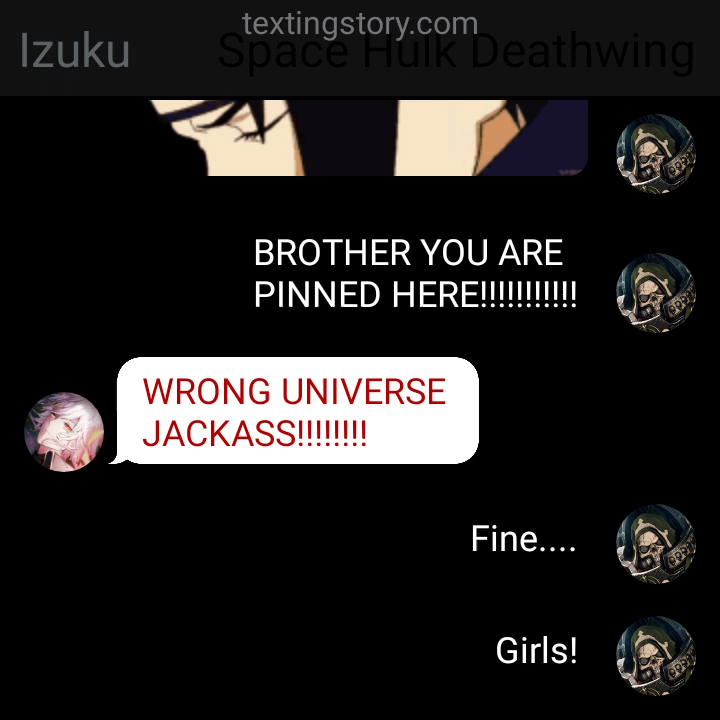 textingstory.com
Izuku
Space Hulk Deathwing
BROTHER YOU ARE
PINNED HERE!!!!!!!!!!!
WRONG UNIVERSE
JACKASS!!!!!!!!
Fine....
Girls!